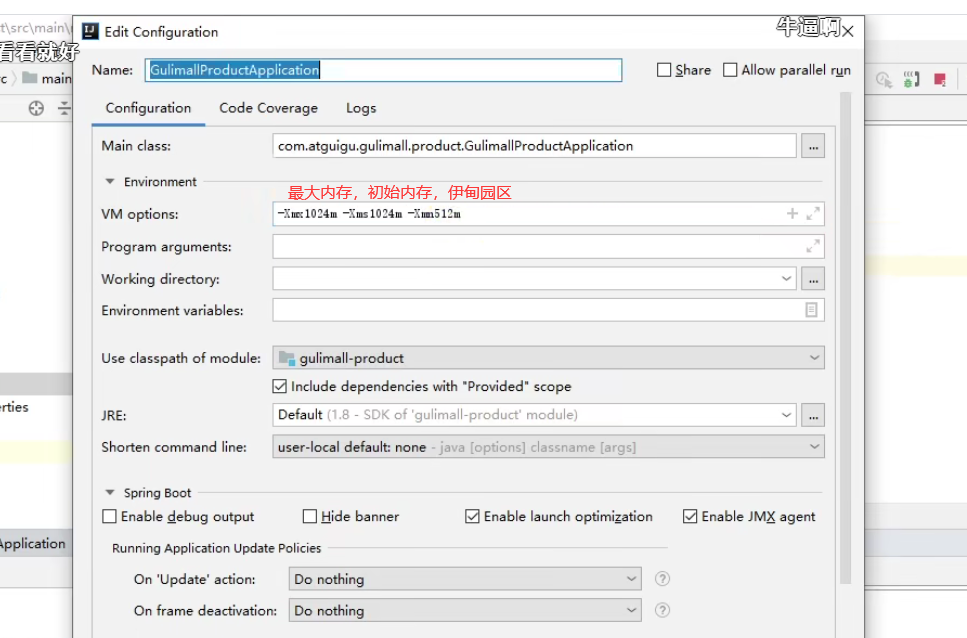 t\src\main\
Edit Configuration
牛逼啊
看看就好
rc
main
Name:
GulimallProductApplication
Share
Allow parallel run
Configuration
Code Coverage
Logs
Main class:
com.atguigu.gulimall.product.GulimallProductApplication
...
Environment
最大内存，初始内存，伊甸园区
VM options:
-Xmx1024m -Xms1024m -Xmn512m
Program arguments:
Working directory:
...
Environment variables:
Use classpath of module:
gulimall-product
Include dependencies with "Provided" scope
erties
JRE:
Default (1.8 - SDK of 'gulimall-product' module)
...
Shorten command line:
user-local default: none - java [options] classname [args]
Spring Boot
Enable debug output
Hide banner
Enable launch optimization
Enable JMX agent
Application
Running Application Update Policies
On 'Update' action:
Do nothing
?
On frame deactivation:
Do nothing
?